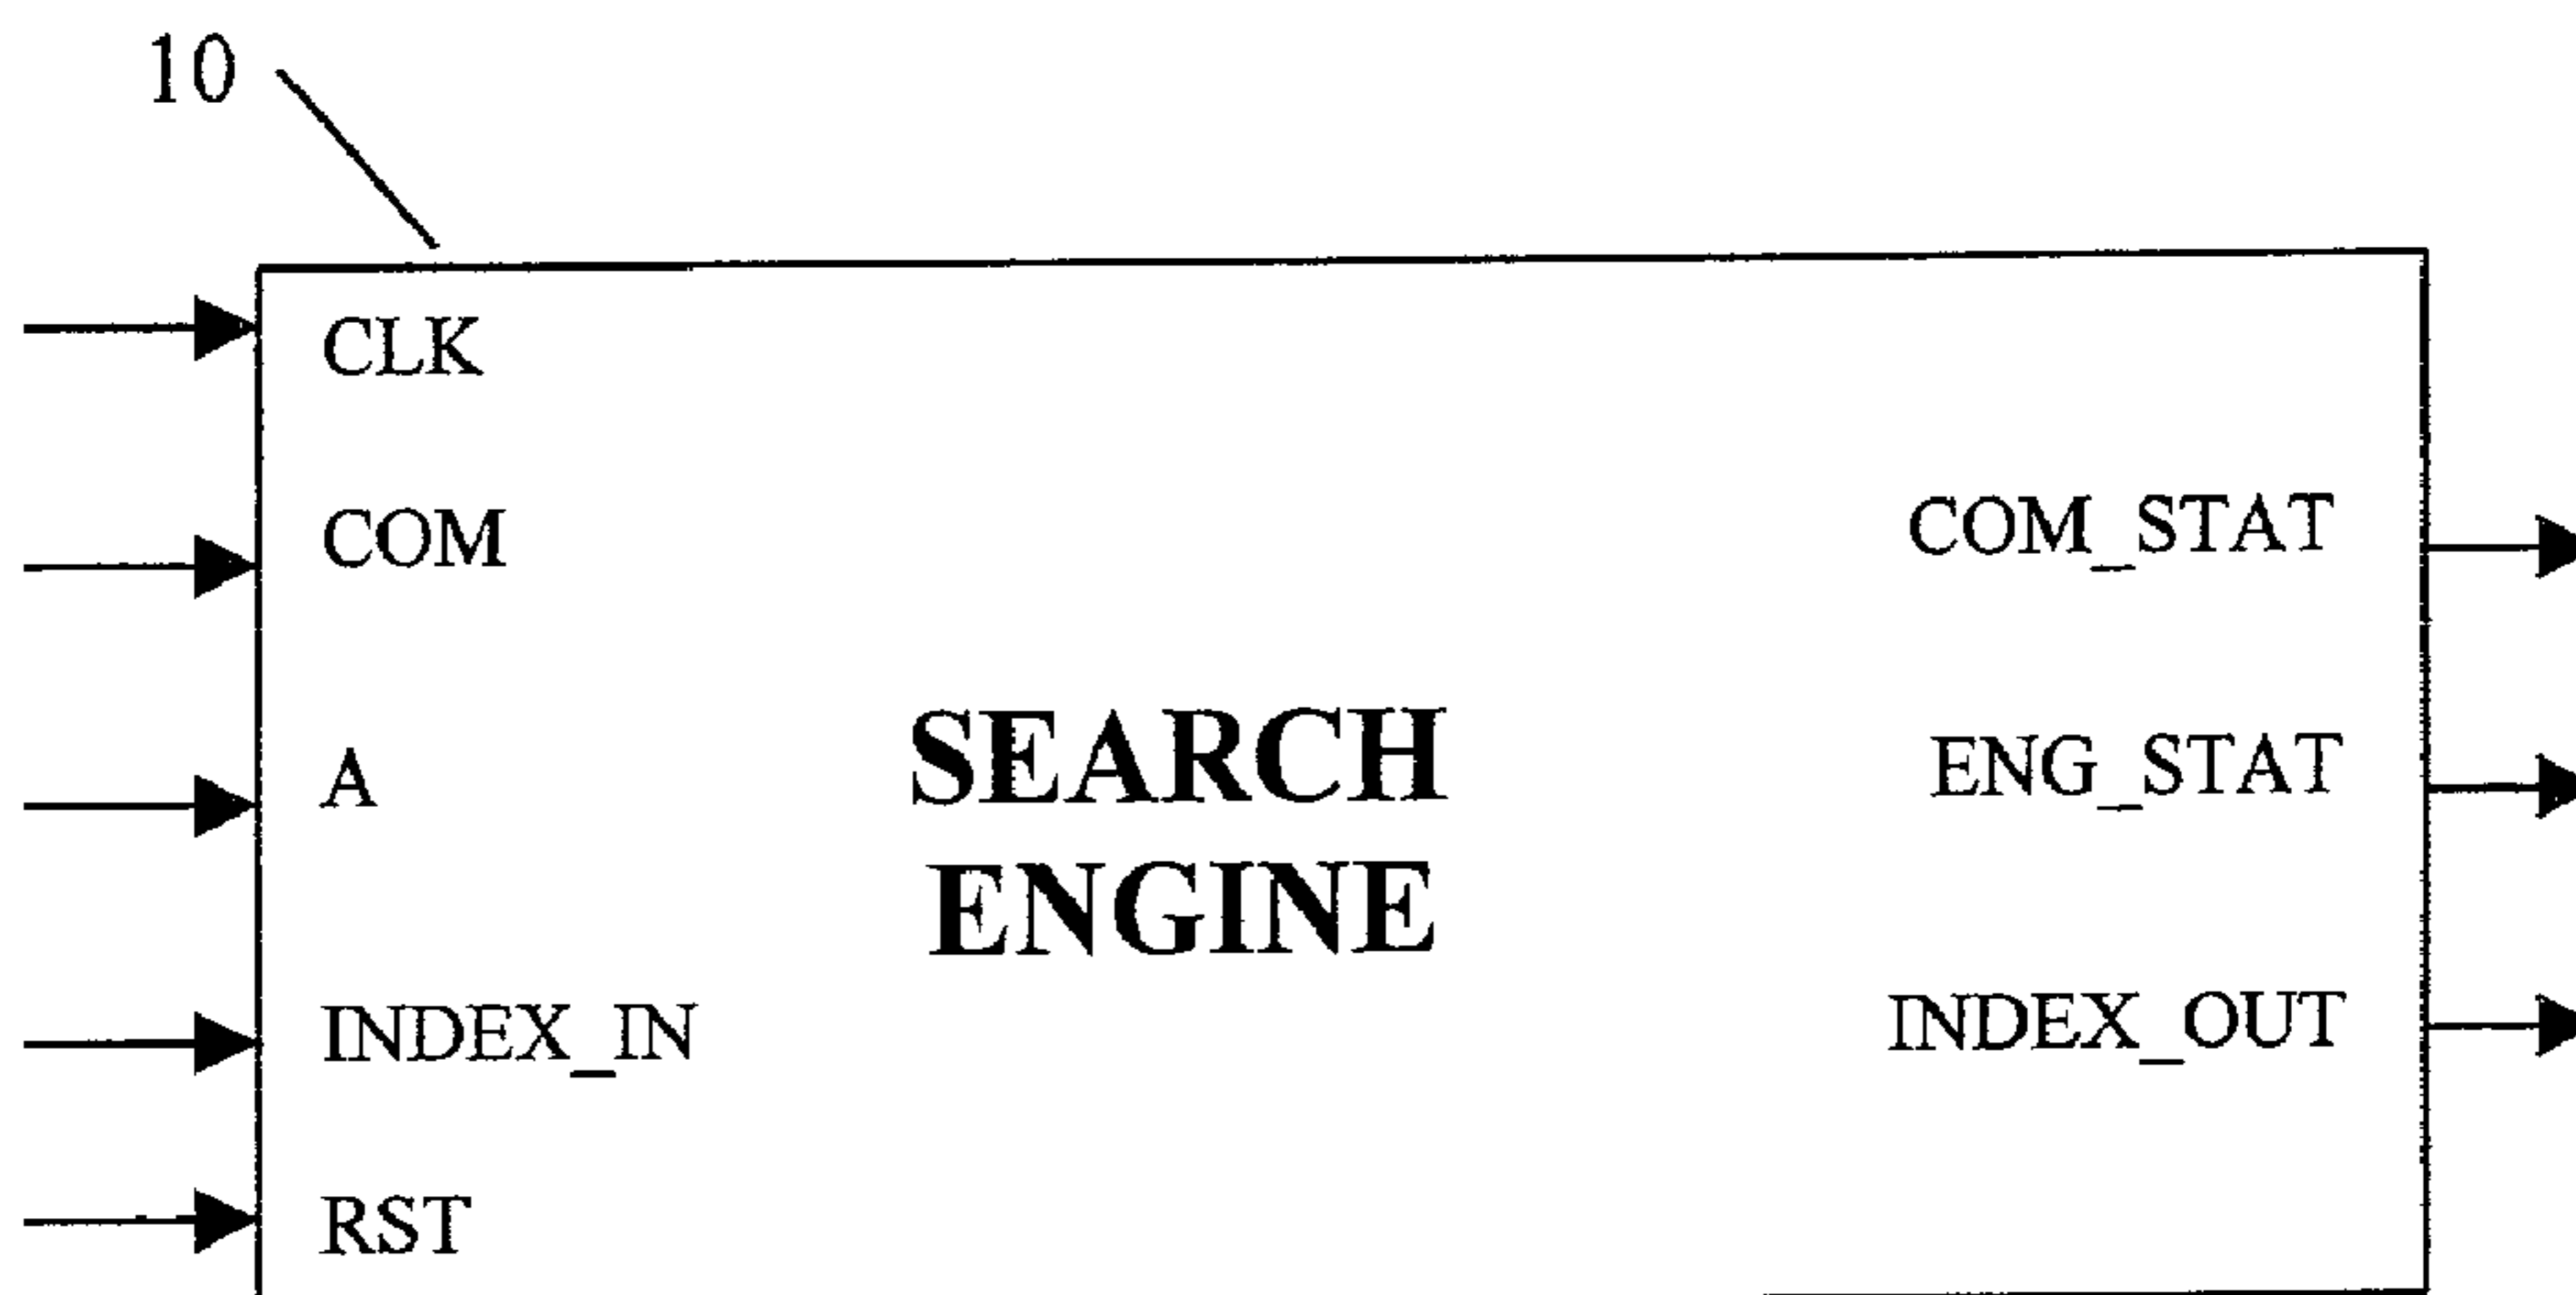 10
CLK
COM
COM_STAT
A
SEARCH
ENGINE
ENG_STAT
INDEX_IN
INDEX_OUT
RST